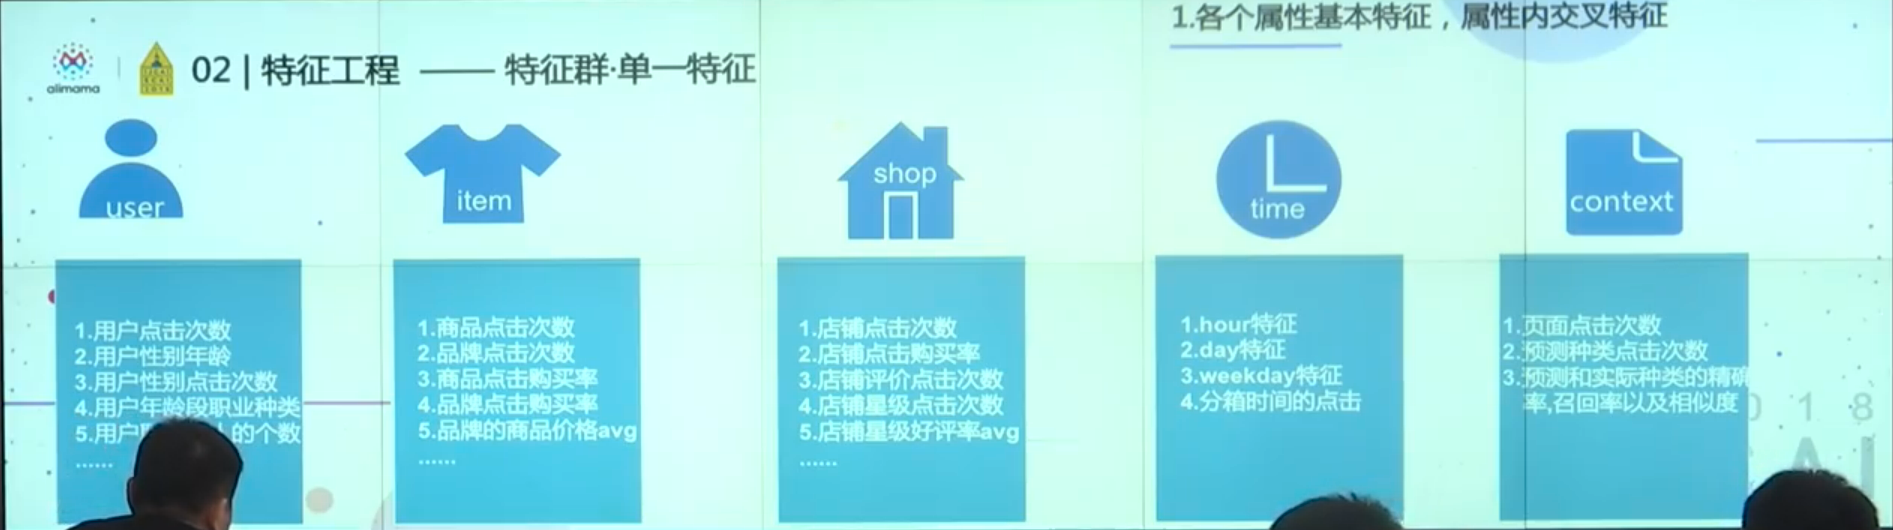 1.各个属性基本特征，属性内交叉特征
alimama
02 | 特征工程 —— 特征群·单一特征
user
item
shop
time
context
1.用户点击次数
2.用户性别年龄
3.用户性别点击次数
4.用户年龄段职业种类
5.用户
的个数
......
1.商品点击次数
2.品牌点击次数
3.商品点击购买率
4.品牌点击购买率
5.品牌的商品价格avg
......
1.店铺点击次数
2.店铺点击购买率
3.店铺评价点击次数
4.店铺星级点击次数
5.店铺星级好评率avg
......
1.hour特征
2.day特征
3.weekday特征
4.分箱时间的点击
1.页面点击次数
2.预测种类点击次数
3.预测和实际种类的精确
率,召回率以及相似度
0 1 8